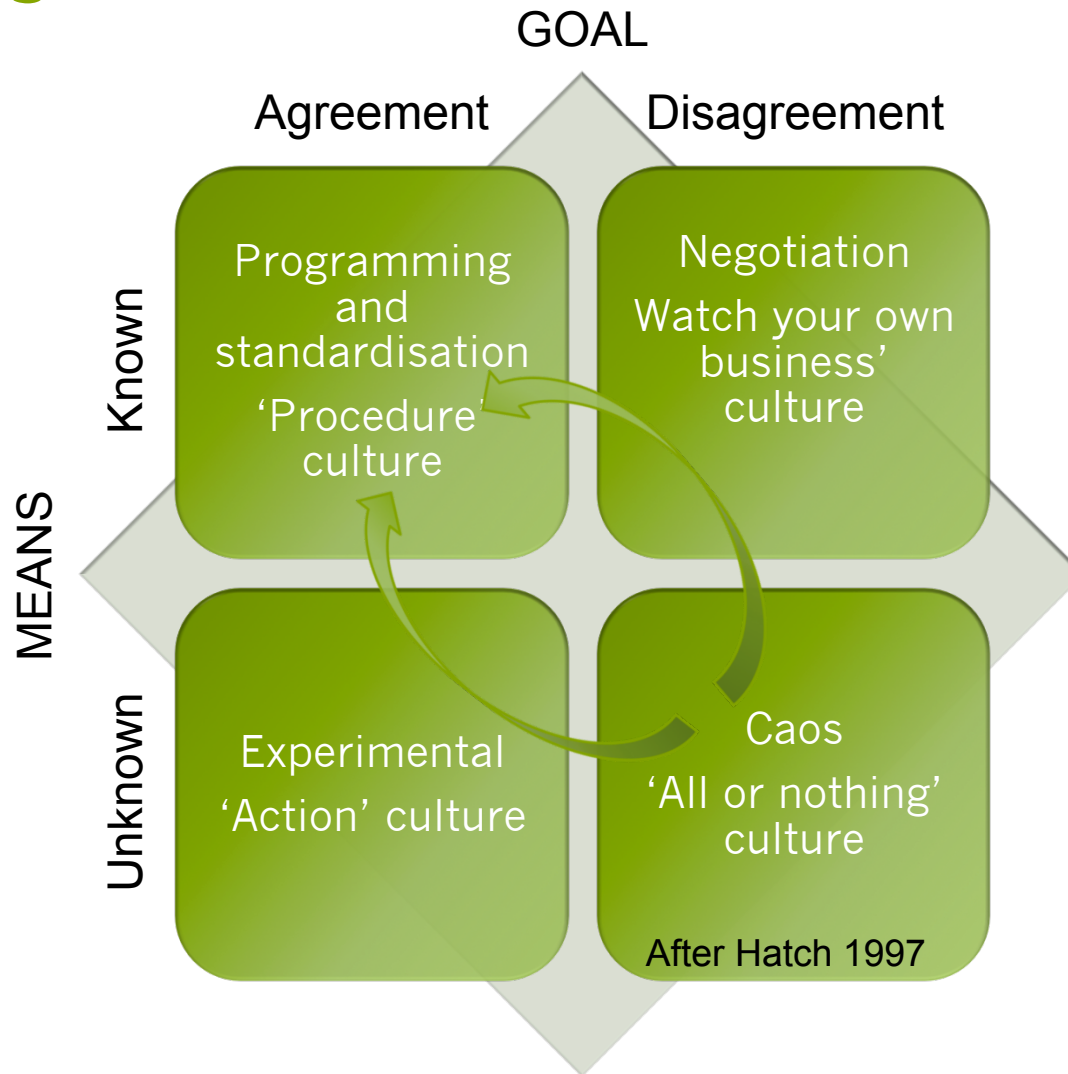 GOAL
Agreement
Disagreement
MEANS
Known
Unknown
Programming
and
standardisation
‘Procedure’
culture
Negotiation
Watch your own
business’
culture
Experimental
‘Action’ culture
Caos
‘All or nothing’
culture
After Hatch 1997